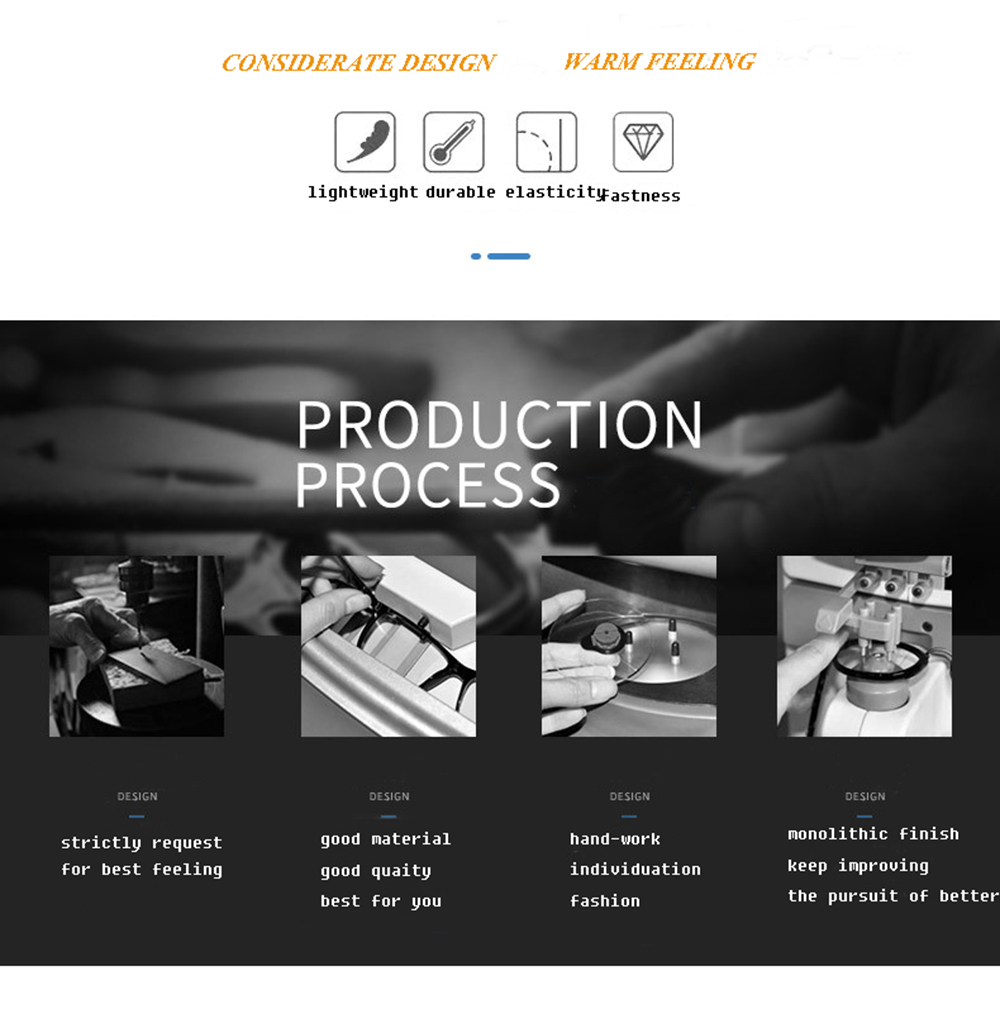 CONSIDERATE DESIGN WARM FEELING
lightweight durable elasticity Fastness
PRODUCTION
PROCESS
DESIGN
strictly request
for best feeling
DESIGN
good material
good quaity
best for you
DESIGN
hand-work
individuation
fashion
DESIGN
monolithic finish
keep improving
the pursuit of better